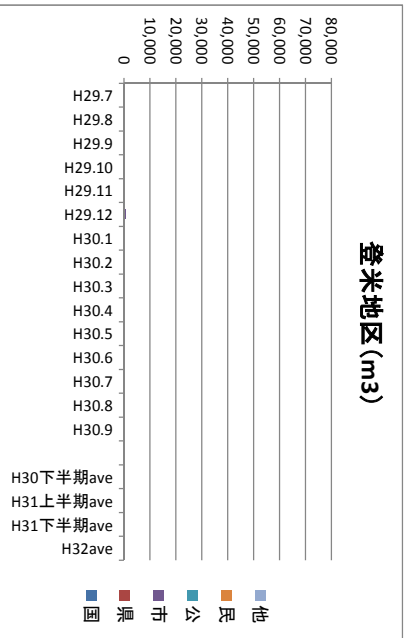 登米地区(m3)
80,000
70,000
60,000
50,000
40,000
30,000
20,000
10,000
0
H29.7
H29.8
H29.9
H29.10
H29.11
H29.12
H30.1
H30.2
H30.3
H30.4
H30.5
H30.6
H30.7
H30.8
H30.9
H30下半期ave
H31上半期ave
H31下半期ave
H32ave
他
民
公
市
県
国